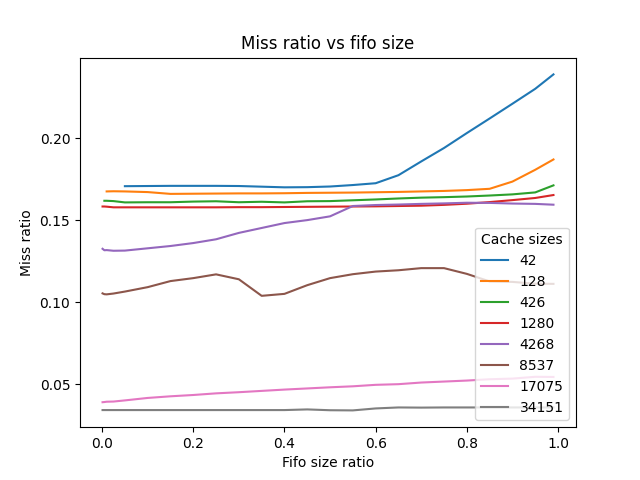 Miss ratio vs fifo size
Miss ratio
0.20
0.15
0.10
0.05
0.0 0.2 0.4 0.6 0.8 1.0
Fifo size ratio
Cache sizes
42
128
426
1280
4268
8537
17075
34151